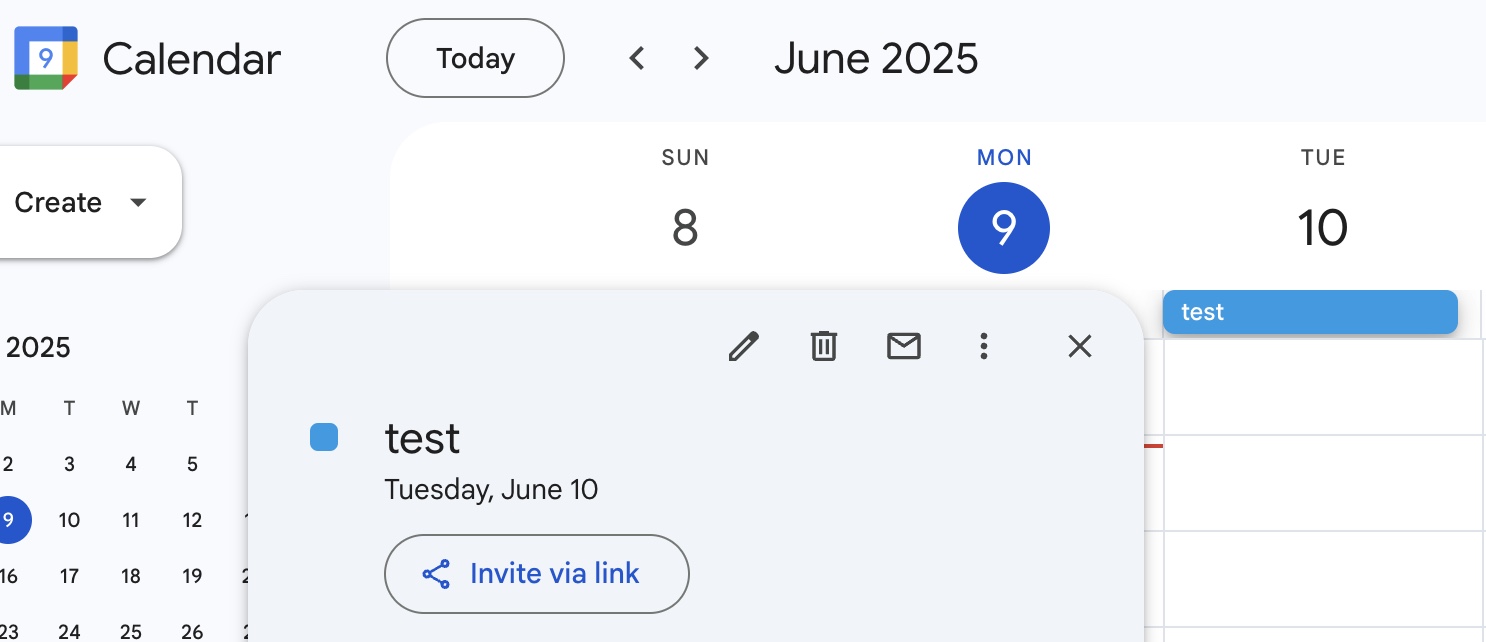 9 Calendar Today June 2025
SUN MON TUE
8 9 10
Create
test
2025
M T W T
test
2 3 4 5
Tuesday, June 10
9 10 11 12
Invite via link
16 17 18 19
23 24 25 26